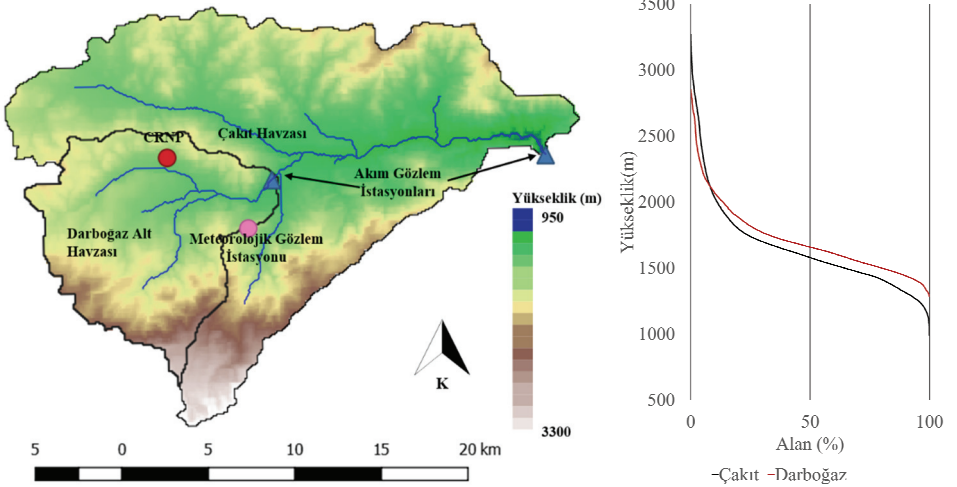 CRNP
Çakıt Havzası
Akım Gözlem
İstasyonları
Darboğaz Alt
Havzası
Meteorolojik Gözlem
İstasyonu
Yükseklik (m)
950
3300
K
5 0 5 10 15 20 km
3500
3000
2500
2000
1500
1000
500
Yükseklik(m)
0 50 100
Alan (%)
Çakıt Darboğaz